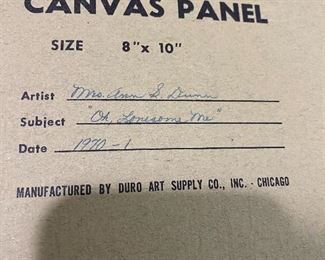 CANVAS PANEL
SIZE 8"x 10"
Artist Mrs. Ann S. Dunn
Subject "Oh, Lonesome Me"
Date 1970-1
MANUFACTURED BY DURO ART SUPPLY CO., INC. - CHICAGO